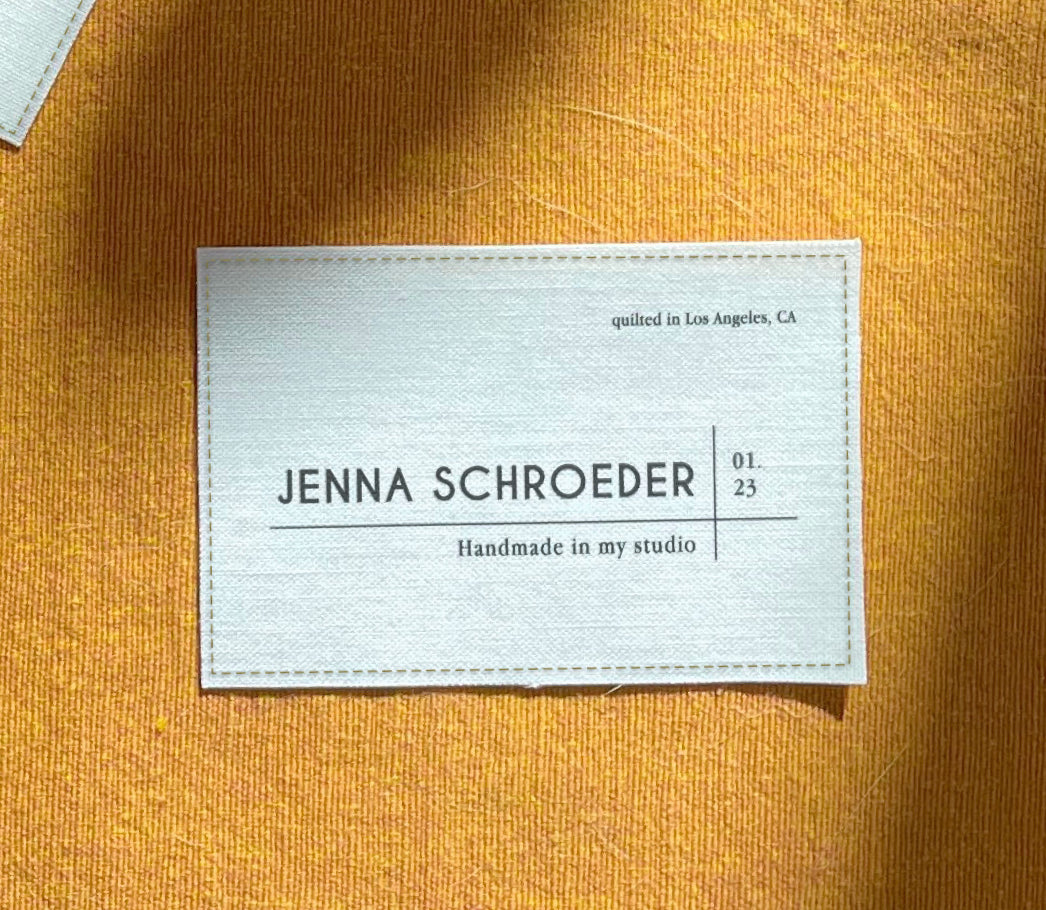 quilted in Los Angeles, CA
JENNA SCHROEDER
01.
23
Handmade in my studio